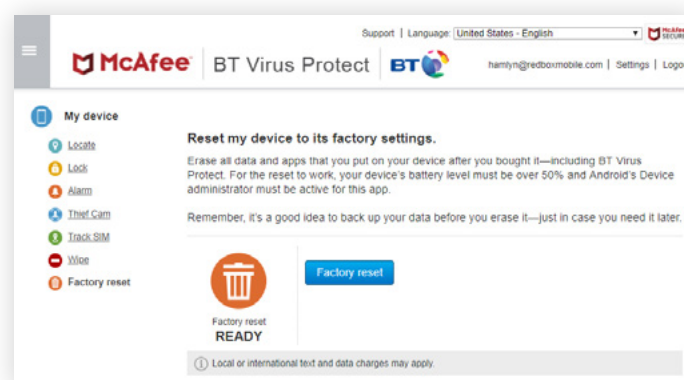 Support | Language: United States - English
McAfee SECURE
McAfee | BT Virus Protect | BT
hamlyn@redboxmobile.com | Settings | Logo
My device
Locate
Lock
Alarm
Thief Cam
Track SIM
Wipe
Factory reset
Reset my device to its factory settings.
Erase all data and apps that you put on your device after you bought it—including BT Virus
Protect. For the reset to work, your device's battery level must be over 50% and Android's Device
administrator must be active for this app.
Remember, it's a good idea to back up your data before you erase it—just in case you need it later.
Factory reset
Factory reset
READY
Local or international text and data charges may apply.